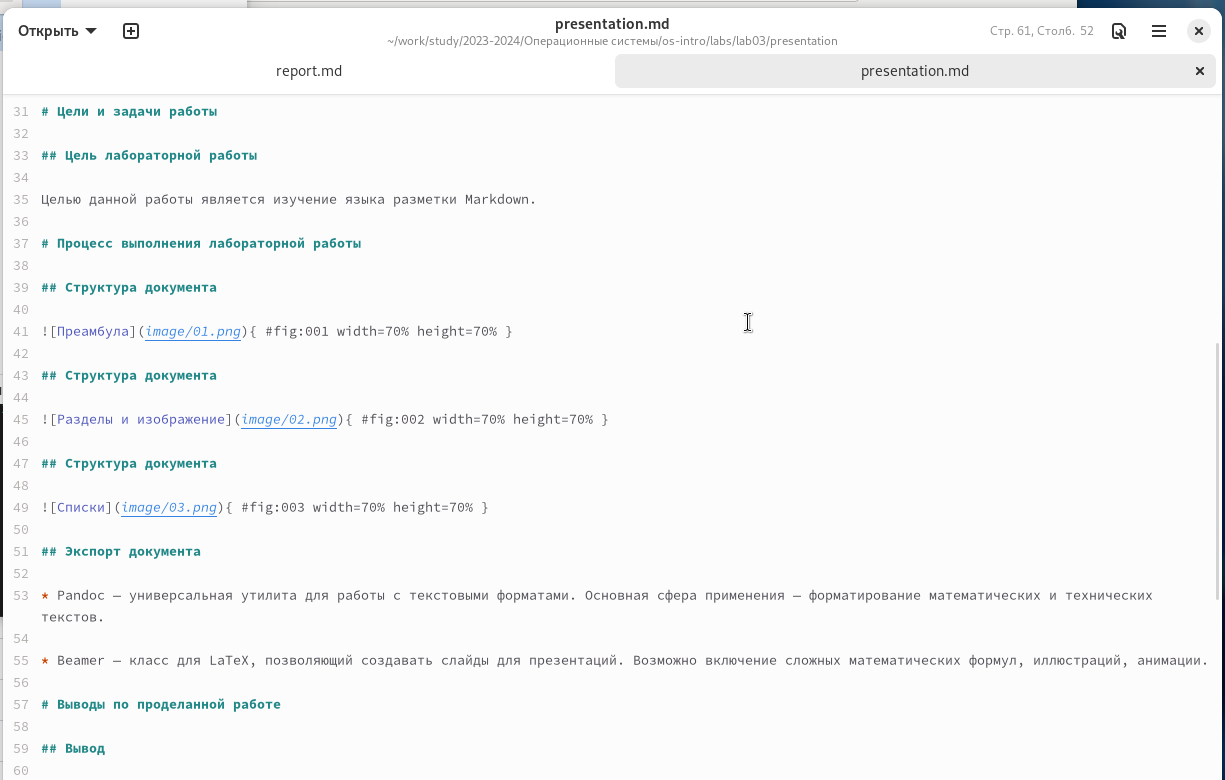 Открыть
presentation.md
~/work/study/2023-2024/Операционные системы/os-intro/labs/lab03/presentation
Стр. 61, Столб. 52
report.md
presentation.md
31 # Цели и задачи работы
32
33 ## Цель лабораторной работы
34
35 Целью данной работы является изучение языка разметки Markdown.
36
37 # Процесс выполнения лабораторной работы
38
39 ## Структура документа
40
41 ![Преамбула](image/01.png){ #fig:001 width=70% height=70% }
42
43 ## Структура документа
44
45 ![Разделы и изображение](image/02.png){ #fig:002 width=70% height=70% }
46
47 ## Структура документа
48
49 ![Списки](image/03.png){ #fig:003 width=70% height=70% }
50
51 ## Экспорт документа
52
53 * Pandoc — универсальная утилита для работы с текстовыми форматами. Основная сфера применения — форматирование математических и технических
текстов.
54
55 * Beamer — класс для LaTeX, позволяющий создавать слайды для презентаций. Возможно включение сложных математических формул, иллюстраций, анимации.
56
57 # Выводы по проделанной работе
58
59 ## Вывод
60